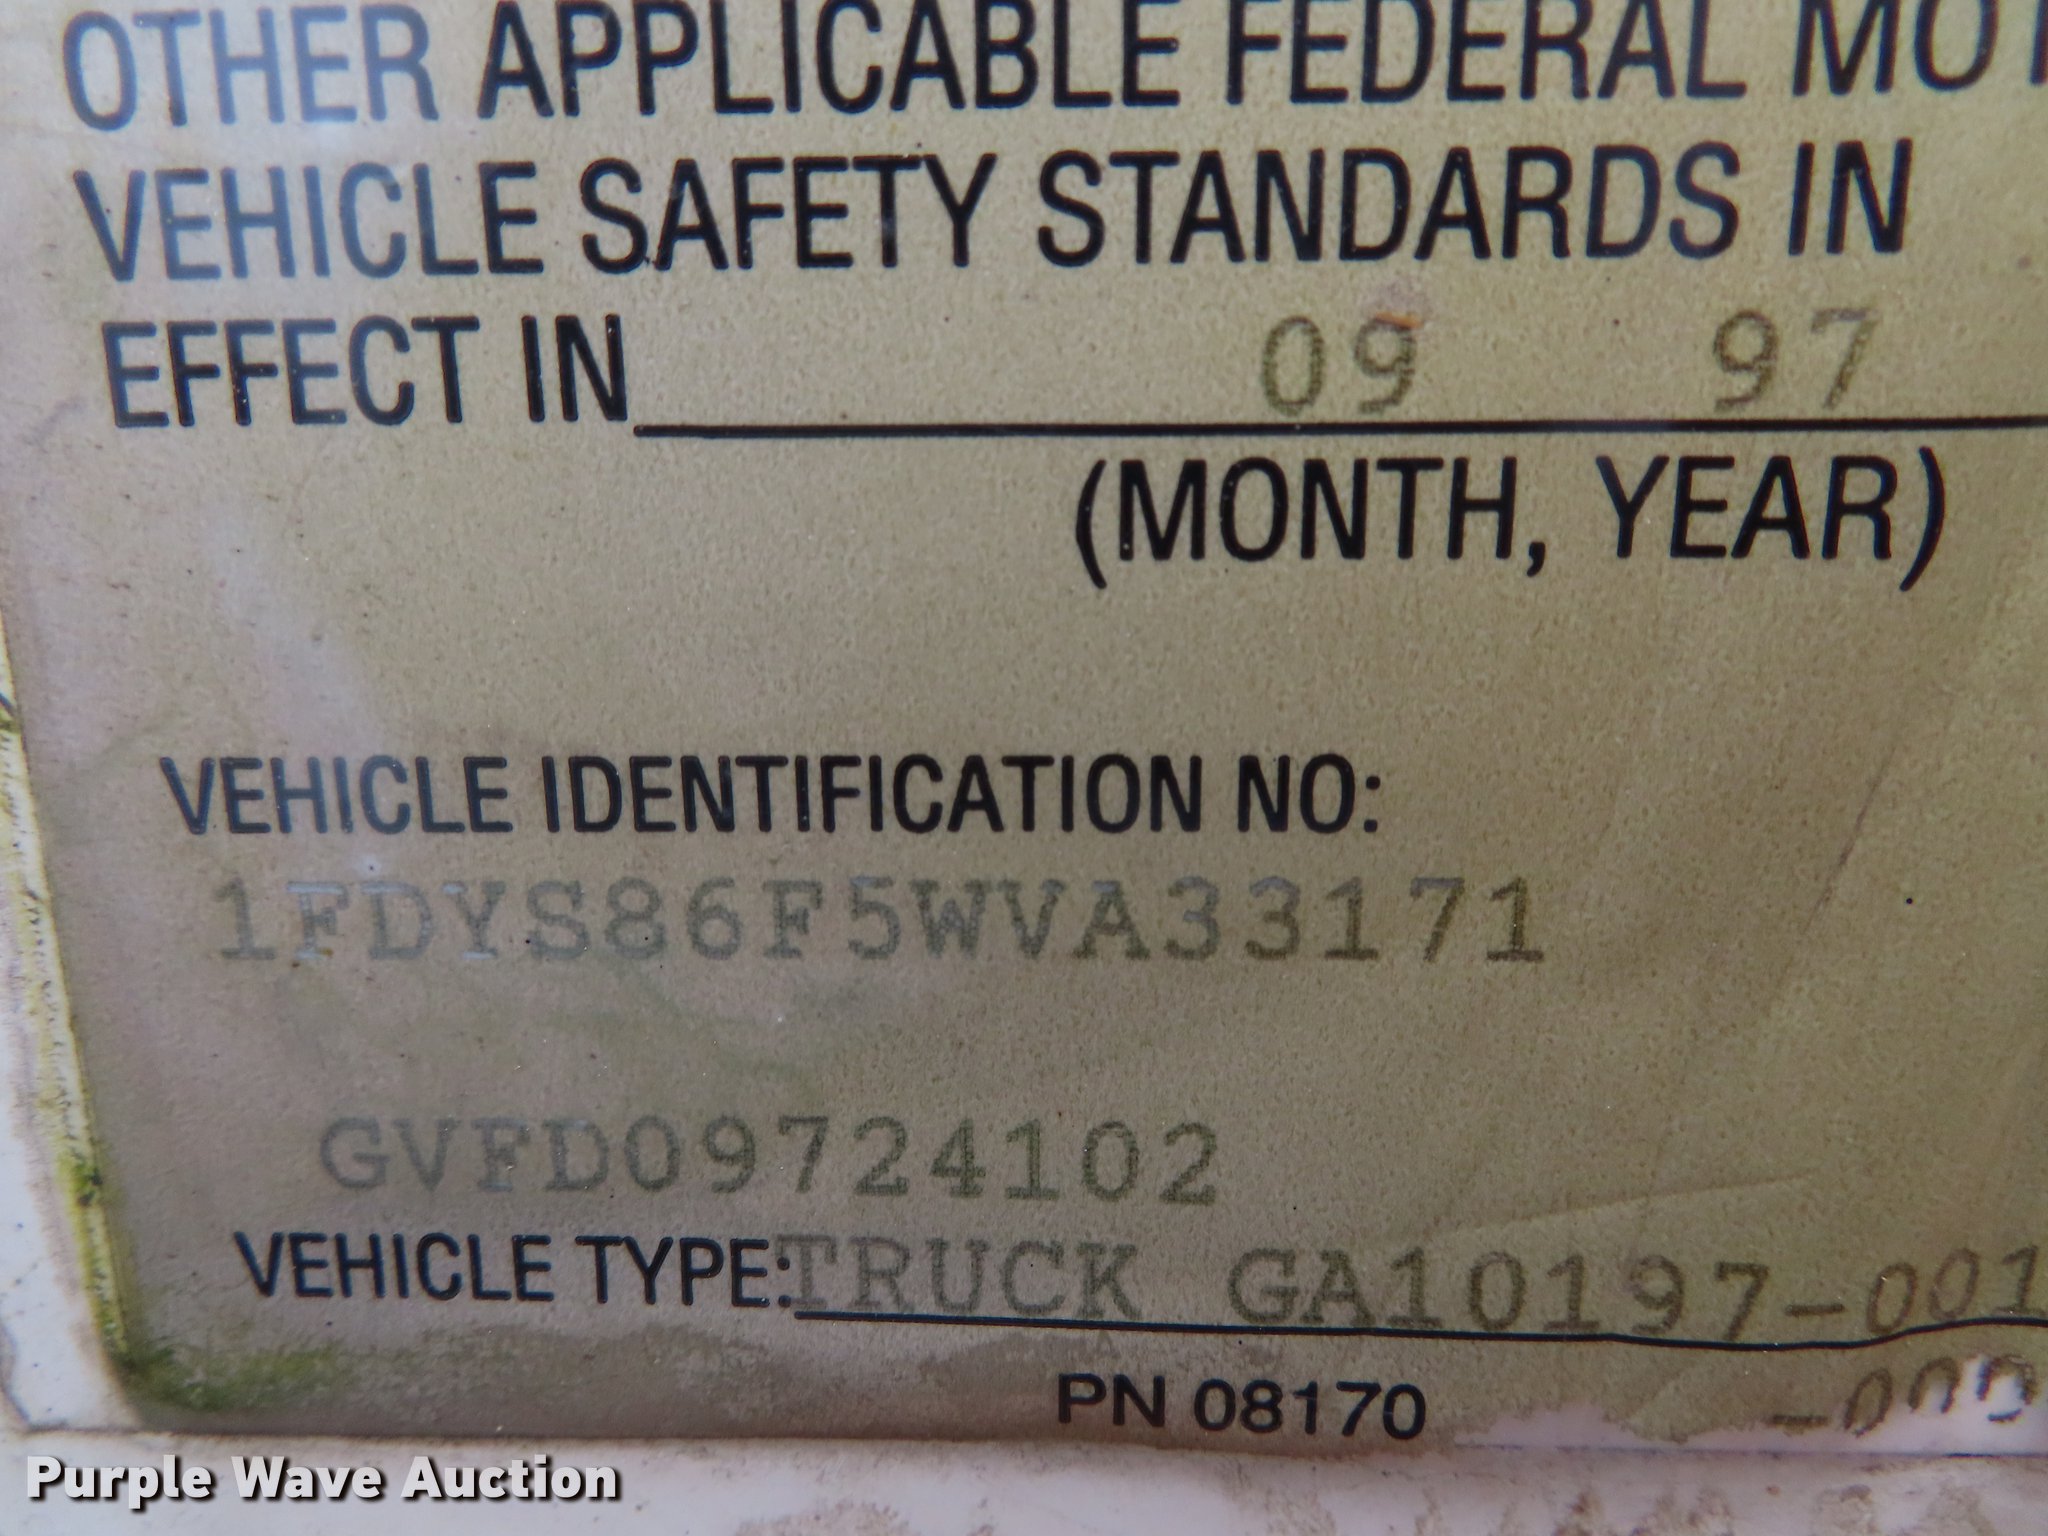 OTHER APPLICABLE FEDERAL MOT
VEHICLE SAFETY STANDARDS IN
EFFECT IN 09 97
(MONTH, YEAR)
VEHICLE IDENTIFICATION NO:
1FDYS86F5WVA33171
GVFD09724102
VEHICLE TYPE: TRUCK GA10197-001
PN 08170
Purple Wave Auction